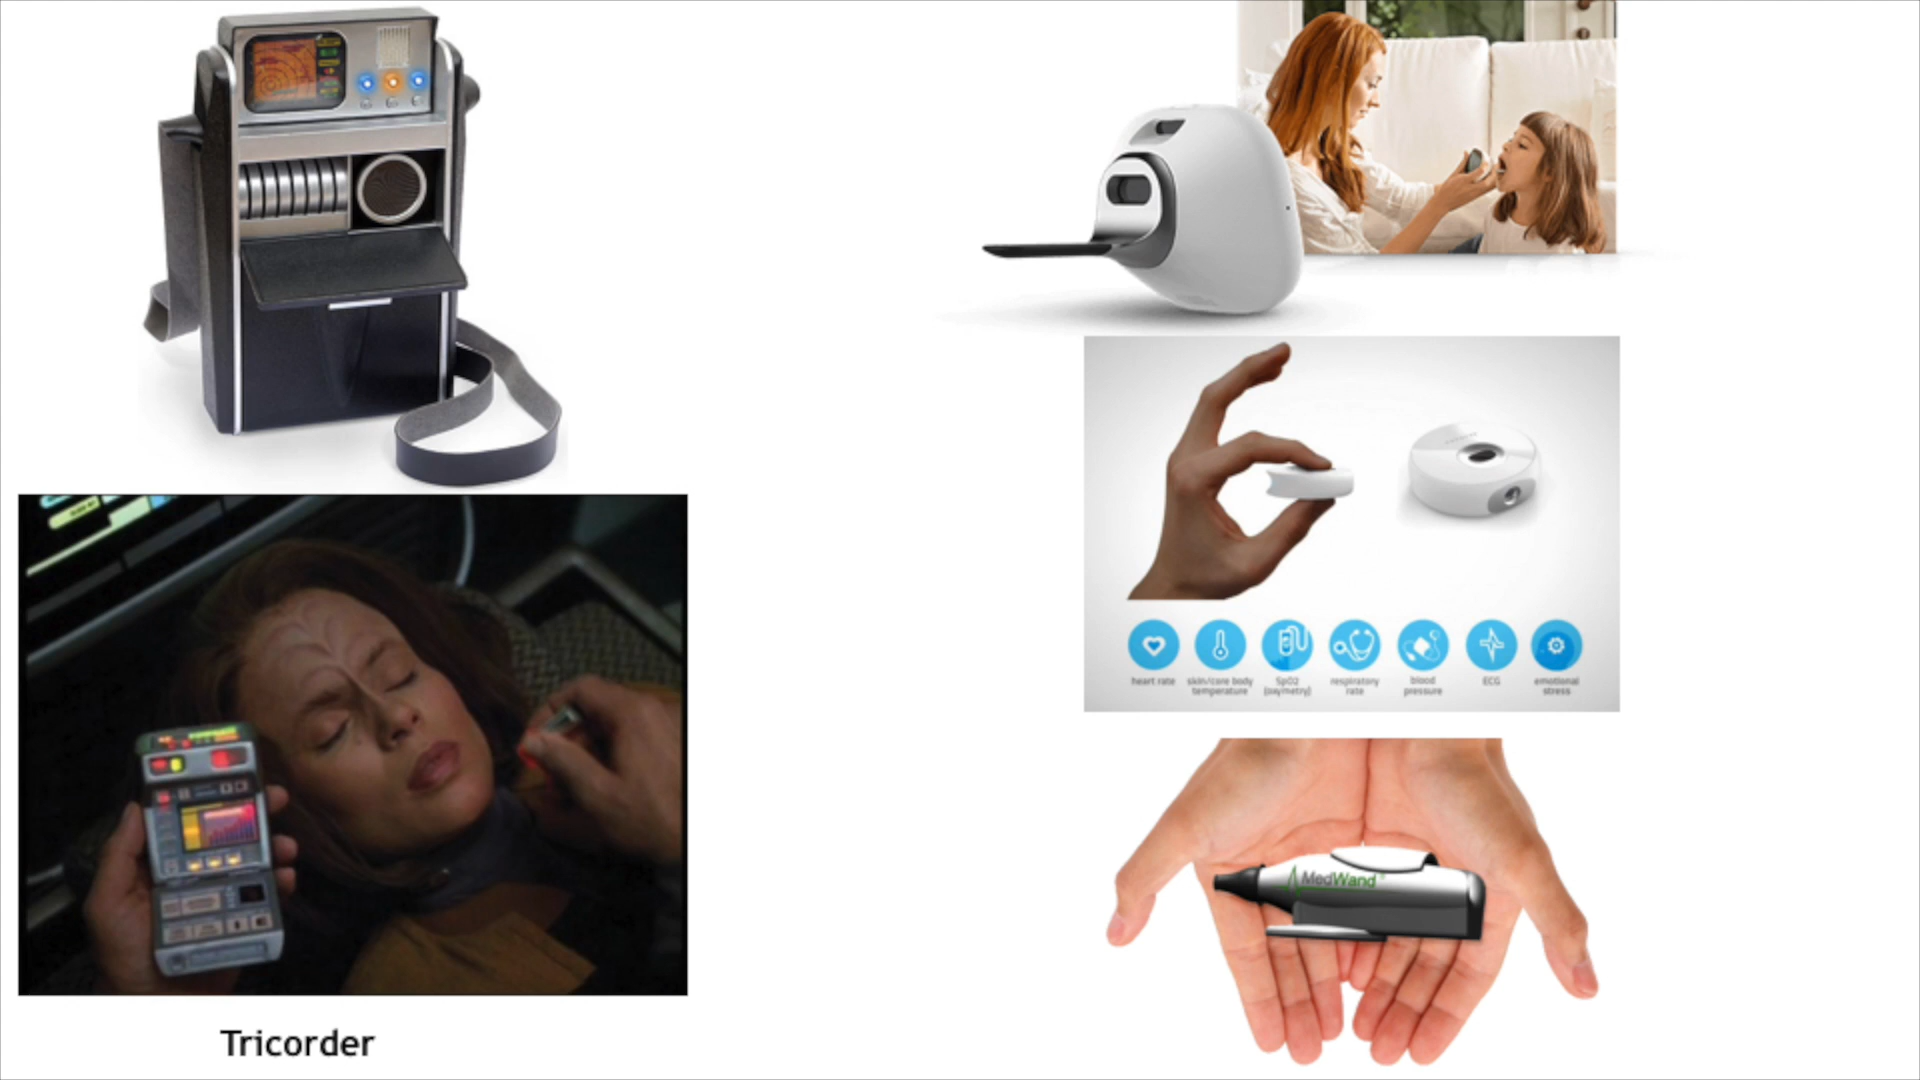 MedWand
heart rate
skin/core body temperature
SpO2 (oxymetry)
respiratory rate
blood pressure
ECG
emotional stress
Tricorder